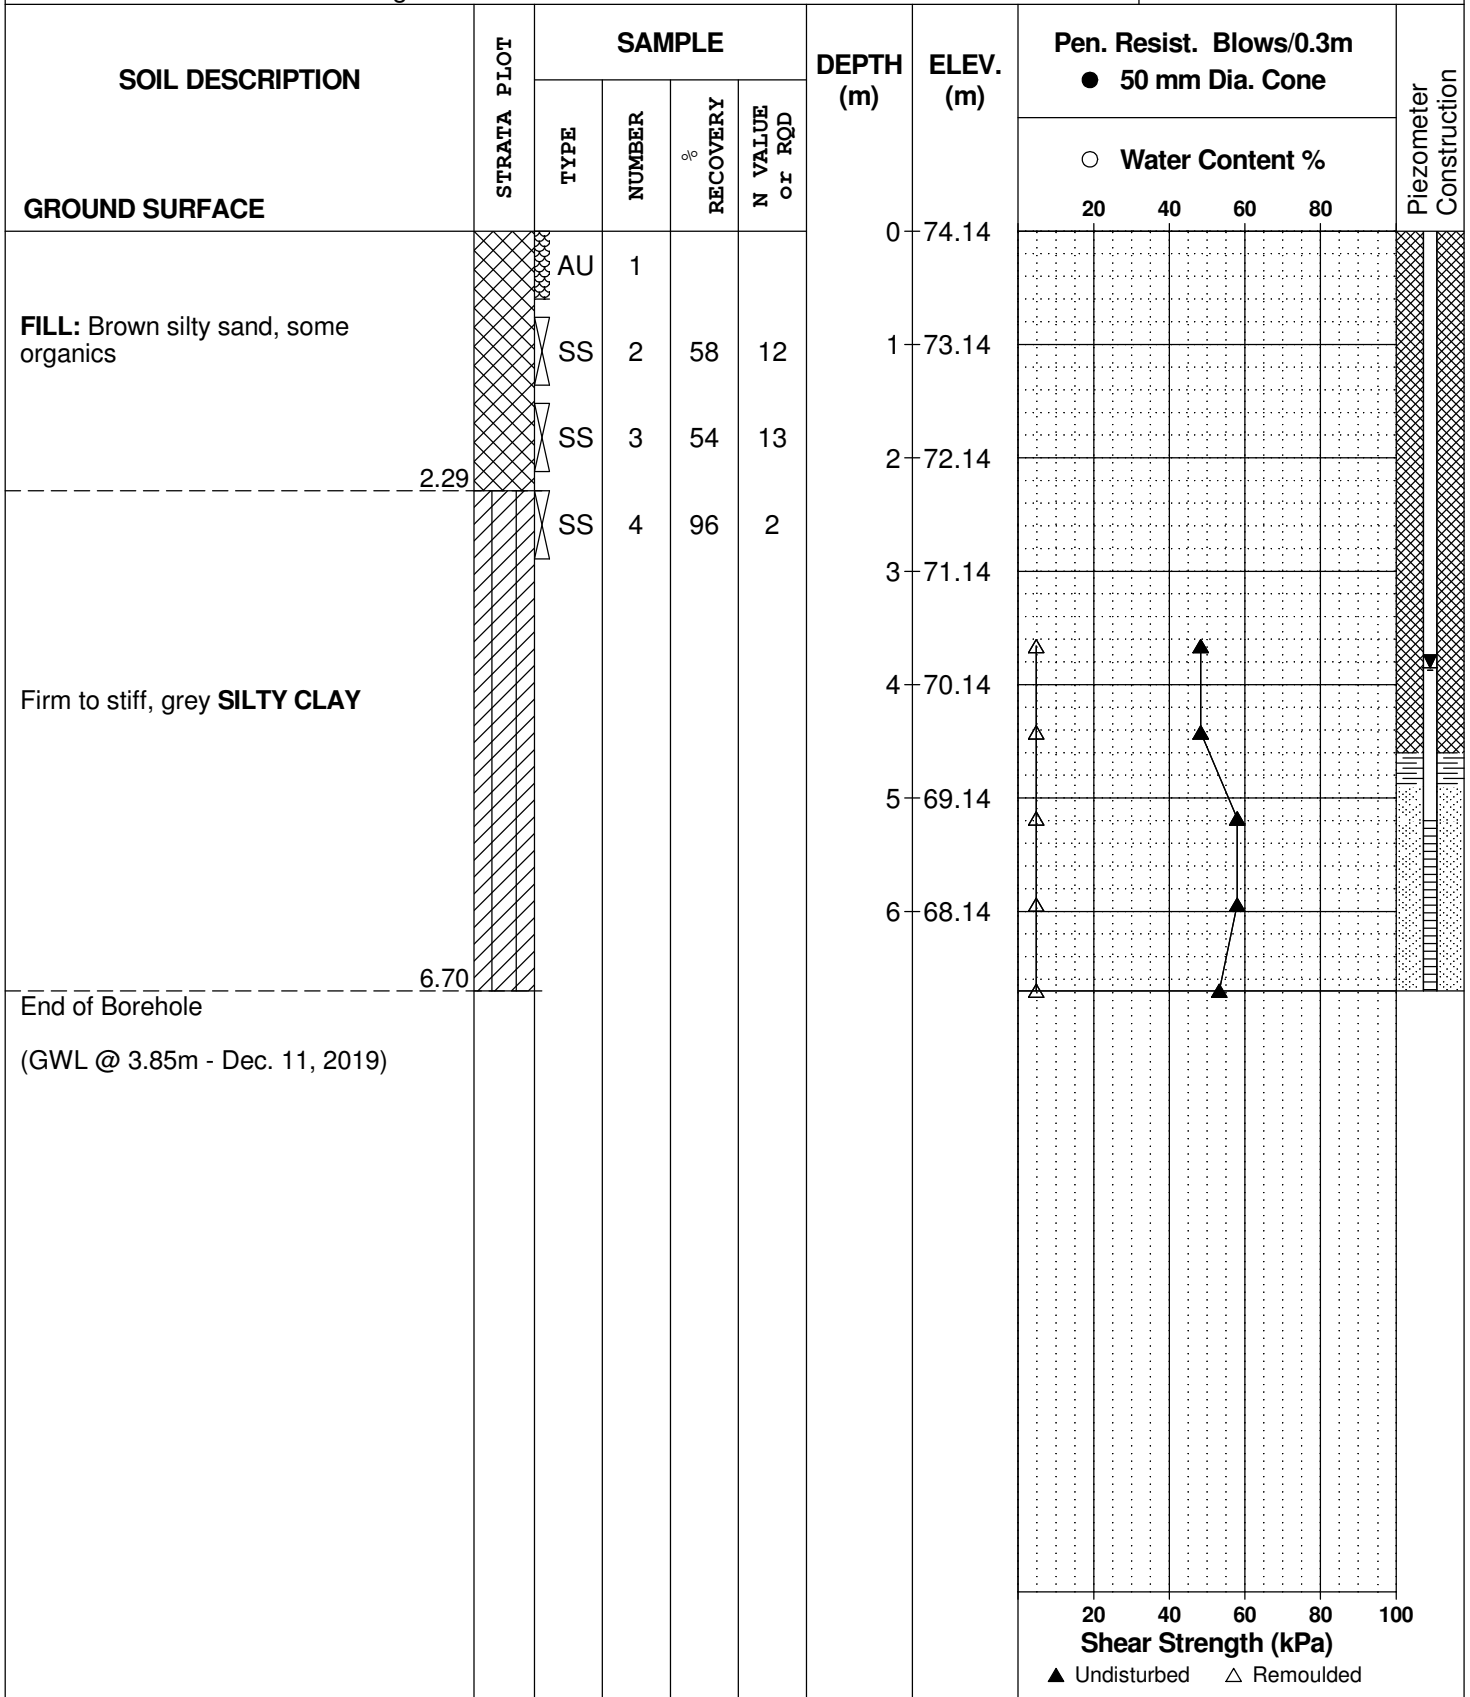 SOIL DESCRIPTION
GROUND SURFACE
STRATA PLOT
SAMPLE
TYPE
NUMBER
%
RECOVERY
N VALUE
or RQD
DEPTH
(m)
ELEV.
(m)
Pen. Resist. Blows/0.3m
● 50 mm Dia. Cone
○ Water Content %
20 40 60 80
Piezometer
Construction
0 74.14
AU 1
FILL: Brown silty sand, some
organics
SS 2 58 12
1 73.14
SS 3 54 13
2 72.14
2.29
SS 4 96 2
3 71.14
Firm to stiff, grey SILTY CLAY
4 70.14
5 69.14
6 68.14
6.70
End of Borehole
(GWL @ 3.85m - Dec. 11, 2019)
20 40 60 80 100
Shear Strength (kPa)
▲ Undisturbed △ Remoulded